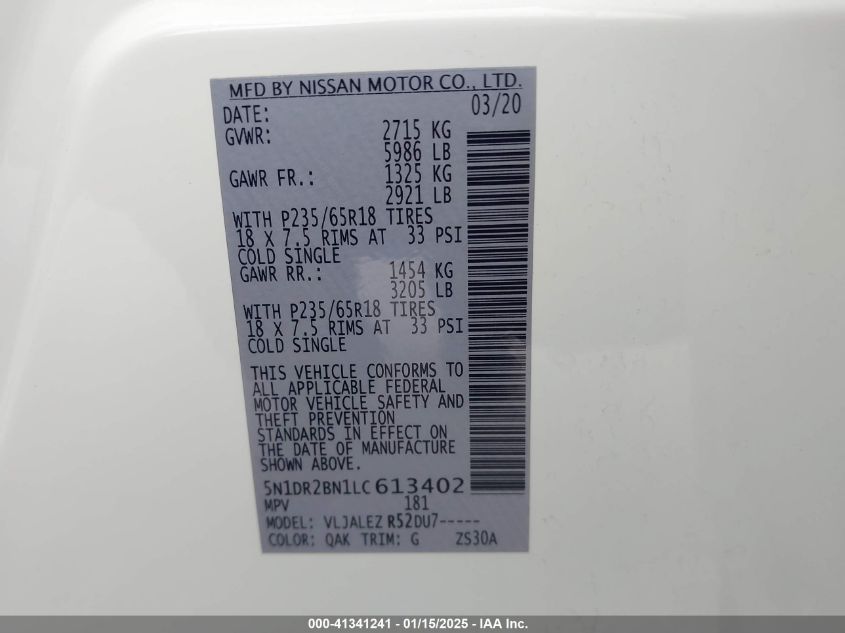 MFD BY NISSAN MOTOR CO., LTD.
DATE: 03/20
GVWR: 2715 KG
5986 LB
GAWR FR.: 1325 KG
2921 LB
WITH P235/65R18 TIRES
18 X 7.5 RIMS AT 33 PSI
COLD SINGLE
GAWR RR.: 1454 KG
3205 LB
WITH P235/65R18 TIRES
18 X 7.5 RIMS AT 33 PSI
COLD SINGLE
THIS VEHICLE CONFORMS TO
ALL APPLICABLE FEDERAL
MOTOR VEHICLE SAFETY AND
THEFT PREVENTION
STANDARDS IN EFFECT ON
THE DATE OF MANUFACTURE
SHOWN ABOVE.
5N1DR2BN1LC613402
MPV 181
MODEL: VLJALEZ R52DU7-----
COLOR: QAK TRIM: G ZS30A
000-41341241 - 01/15/2025 - IAA Inc.